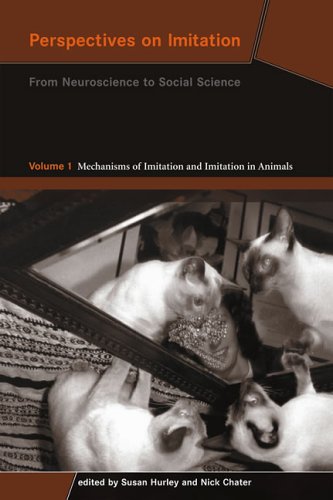 Perspectives on Imitation
From Neuroscience to Social Science
Volume 1 Mechanisms of Imitation and Imitation in Animals
edited by Susan Hurley and Nick Chater